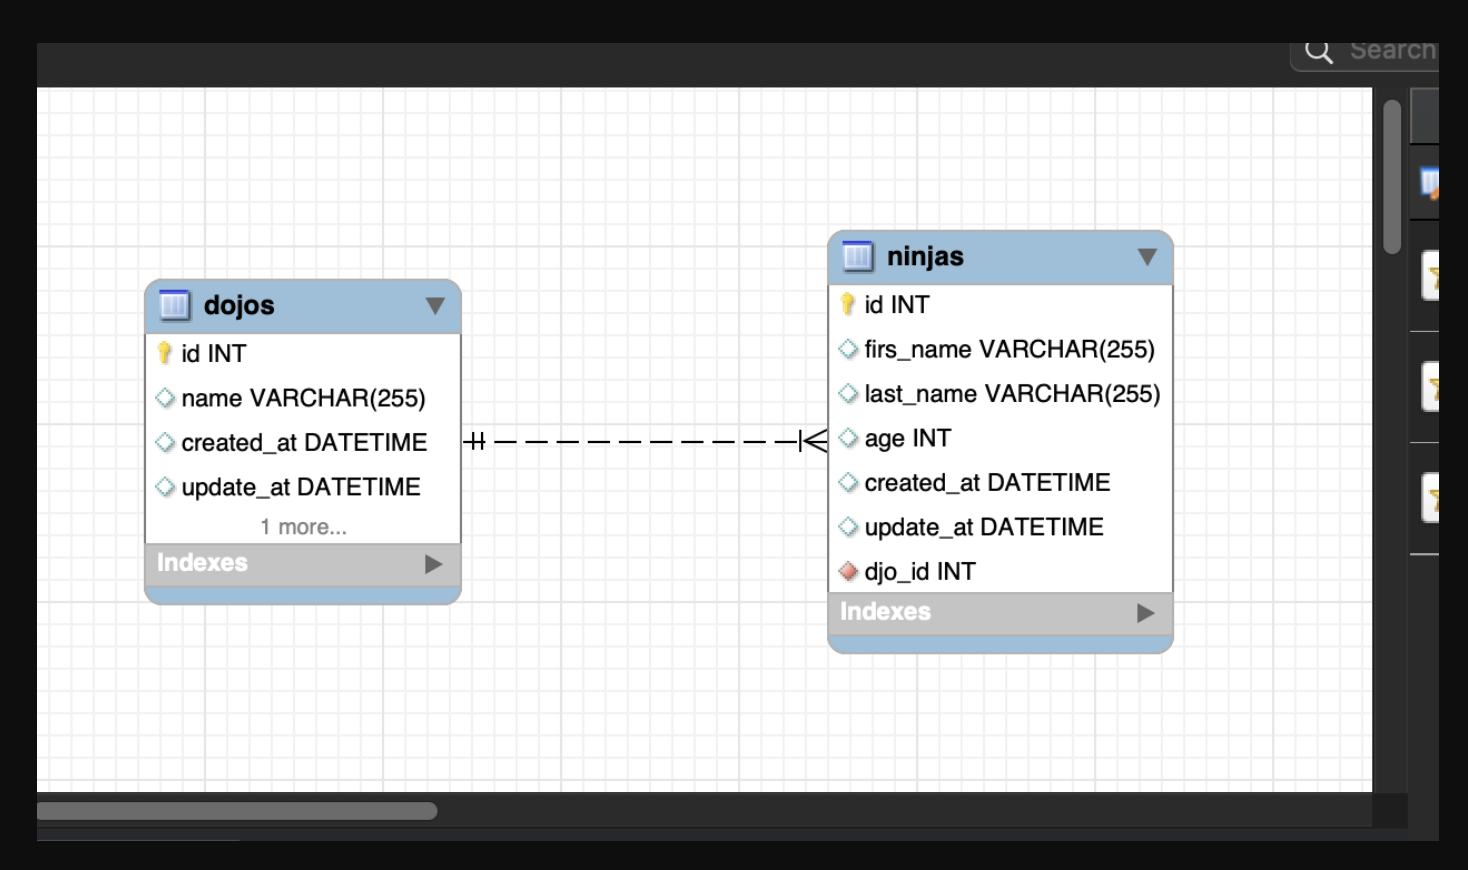 Search
dojos
id INT
name VARCHAR(255)
created_at DATETIME
update_at DATETIME
1 more...
Indexes
ninjas
id INT
firs_name VARCHAR(255)
last_name VARCHAR(255)
age INT
created_at DATETIME
update_at DATETIME
djo_id INT
Indexes